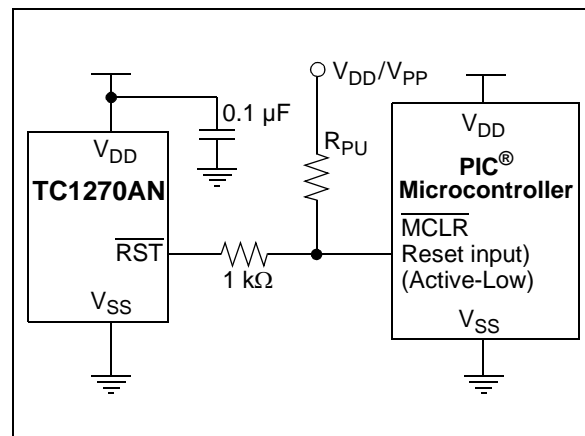 V_DD/V_PP
0.1 µF
R_PU
V_DD
TC1270AN
RST
V_SS
1 kΩ
V_DD
PIC®
Microcontroller
MCLR
Reset input)
(Active-Low)
V_SS